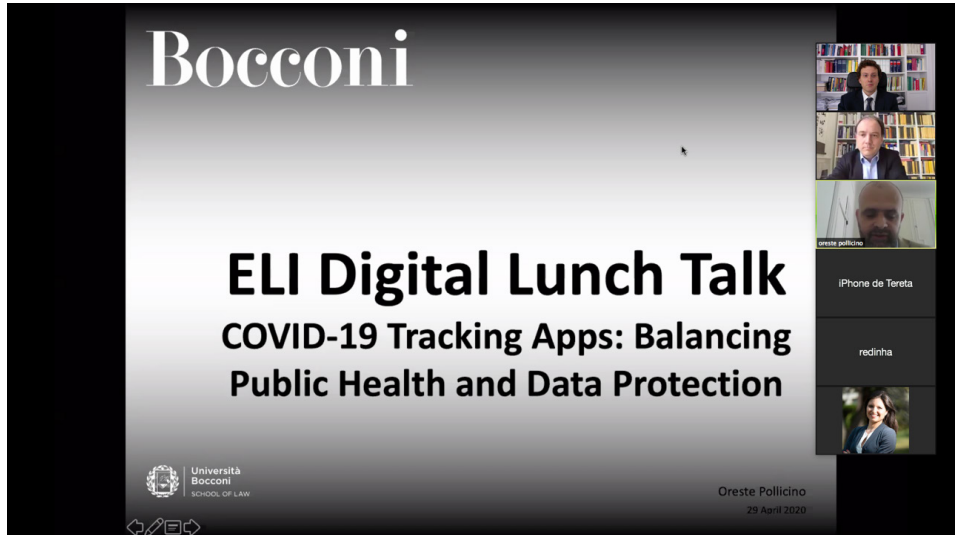 Bocconi
ELI Digital Lunch Talk
COVID-19 Tracking Apps: Balancing
Public Health and Data Protection
Università
Bocconi
SCHOOL OF LAW
Oreste Pollicino
29 April 2020
oreste pollicino
iPhone de Tereta
redinha